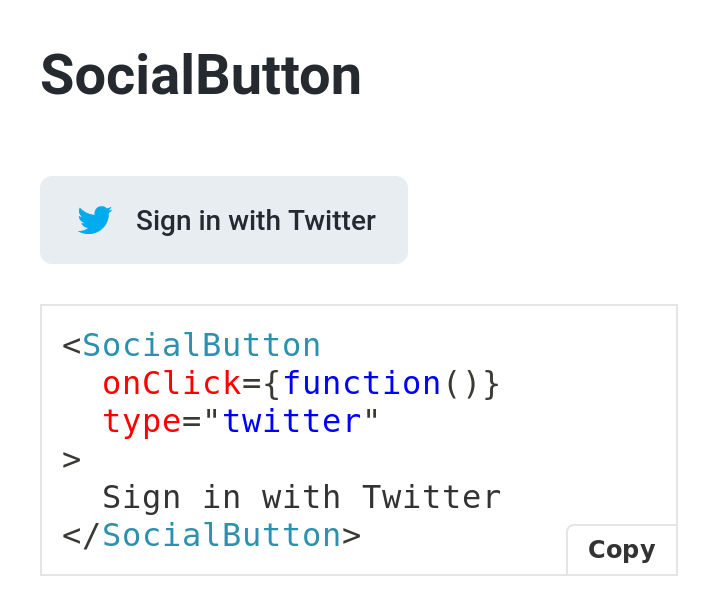 SocialButton
Sign in with Twitter
<SocialButton
  onClick={function()}
  type="twitter"
>
  Sign in with Twitter
</SocialButton>
Copy